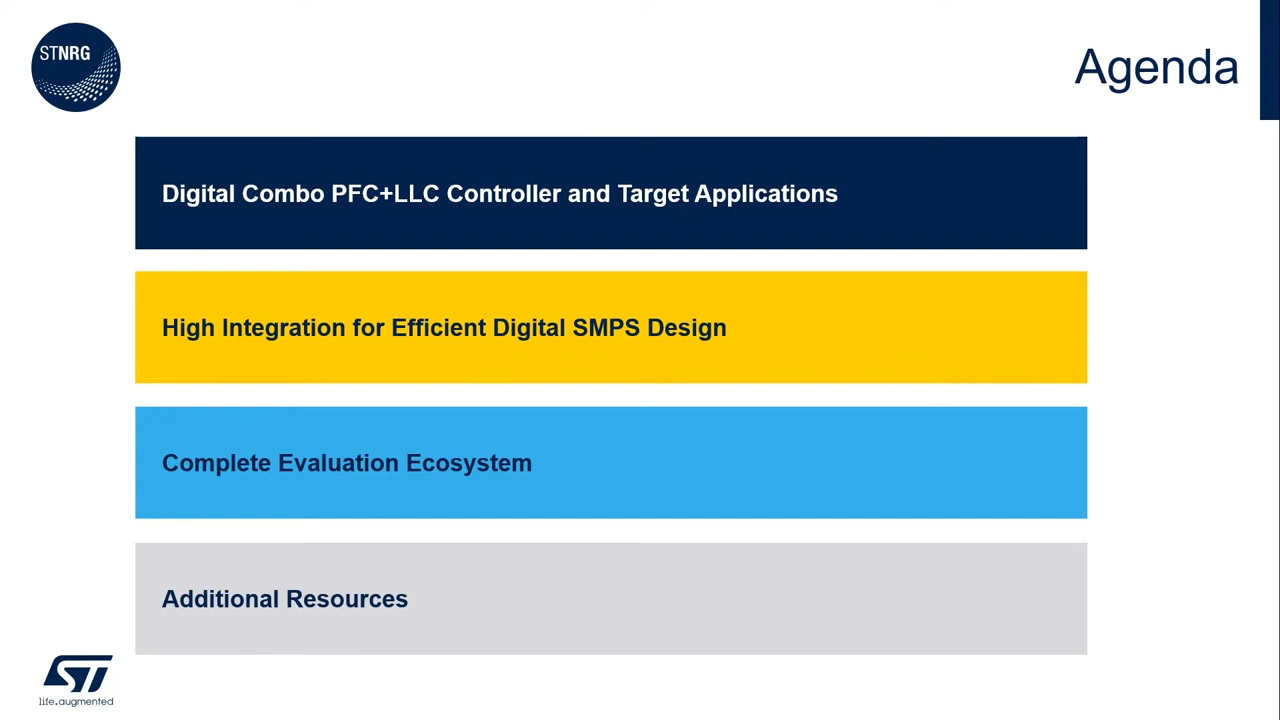 STNRG
Agenda
Digital Combo PFC+LLC Controller and Target Applications
High Integration for Efficient Digital SMPS Design
Complete Evaluation Ecosystem
Additional Resources
ST
life.augmented